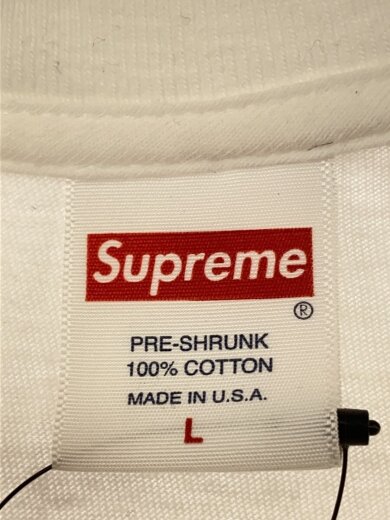 Supreme
®
PRE-SHRUNK
100% COTTON
MADE IN U.S.A.
L